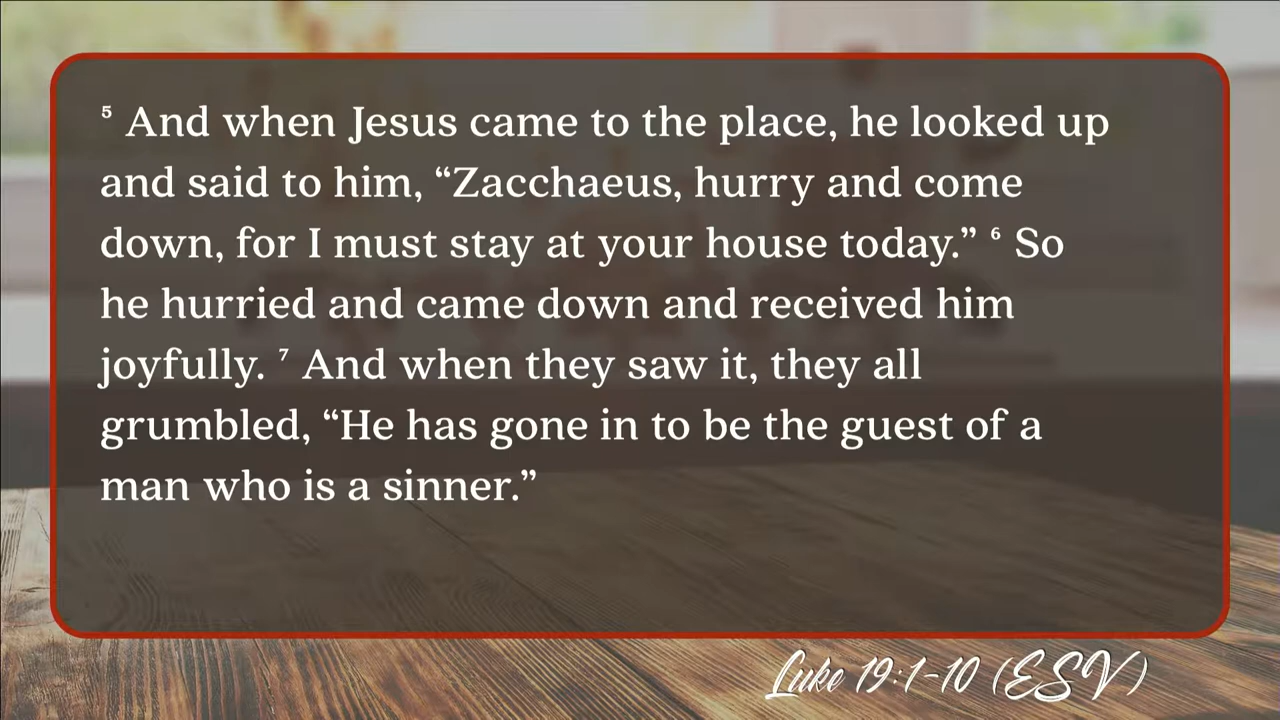 ⁵ And when Jesus came to the place, he looked up
and said to him, “Zacchaeus, hurry and come
down, for I must stay at your house today.” ⁶ So
he hurried and came down and received him
joyfully. ⁷ And when they saw it, they all
grumbled, “He has gone in to be the guest of a
man who is a sinner.”
Luke 19:1-10 (ESV)